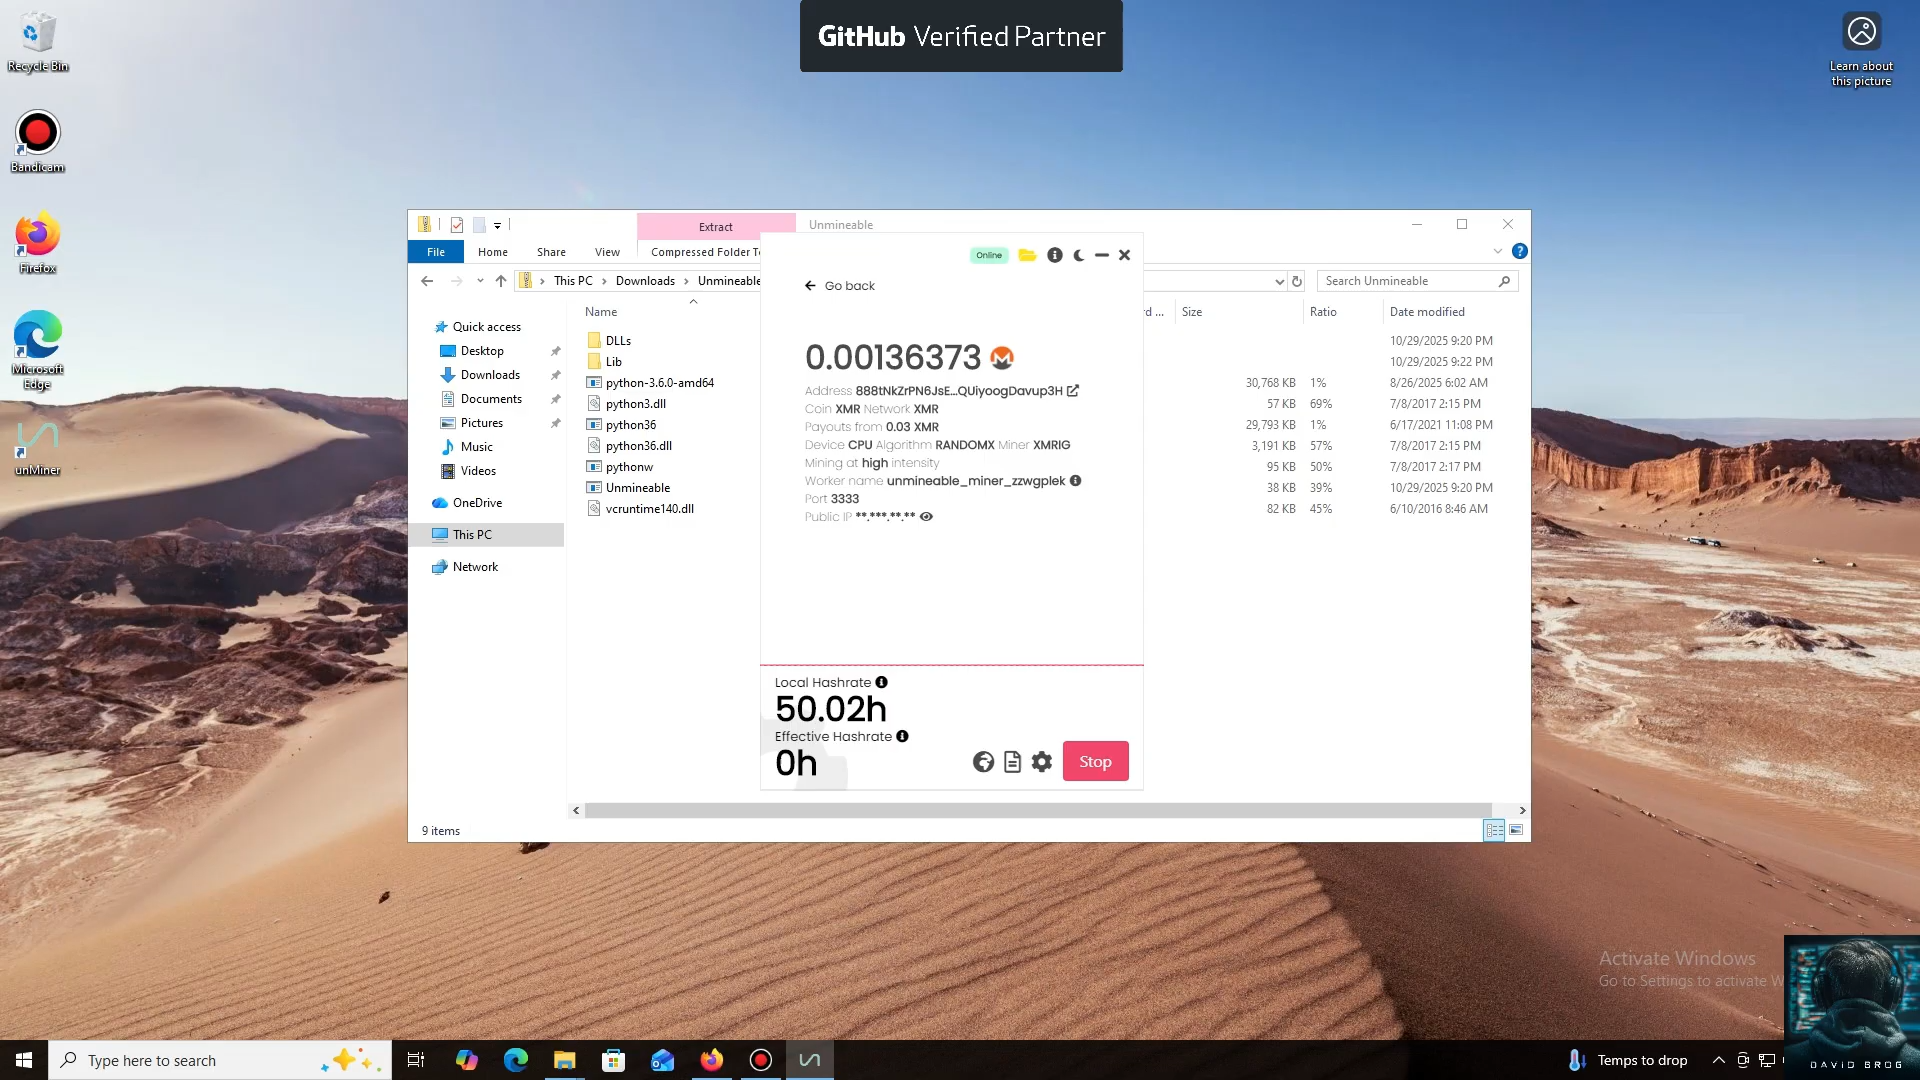 GitHub Verified Partner
Recycle Bin
Learn about
this picture
Bandicam
Firefox
Microsoft
Edge
unMiner
Extract
Unmineable
File
Home
Share
View
Compressed Folder To
This PC > Downloads > Unmineable
Search Unmineable
Quick access
Desktop
Downloads
Documents
Pictures
Music
Videos
OneDrive
This PC
Network
Name
Size
Ratio
Date modified
DLLs 10/29/2025 9:20 PM
Lib 10/29/2025 9:22 PM
python-3.6.0-amd64 30,768 KB 1% 8/26/2025 6:02 AM
python3.dll 57 KB 69% 7/8/2017 2:15 PM
python36 29,793 KB 1% 6/17/2021 11:08 PM
python36.dll 3,191 KB 57% 7/8/2017 2:15 PM
pythonw 95 KB 50% 7/8/2017 2:17 PM
Unmineable 38 KB 39% 10/29/2025 9:20 PM
vcruntime140.dll 82 KB 45% 6/10/2016 8:46 AM
9 items
Online
Go back
0.00136373
Address 888tNkZrPN6JsE...QUiyoogDavup3H
Coin XMR Network XMR
Payouts from 0.03 XMR
Device CPU Algorithm RANDOMX Miner XMRIG
Mining at high intensity
Worker name unmineable_miner_zzwgplek
Port 3333
Public IP **.***.**.**
Local Hashrate
50.02h
Effective Hashrate
0h
Stop
Activate Windows
Go to Settings to activate W
DAVID BROG
Type here to search
Temps to drop